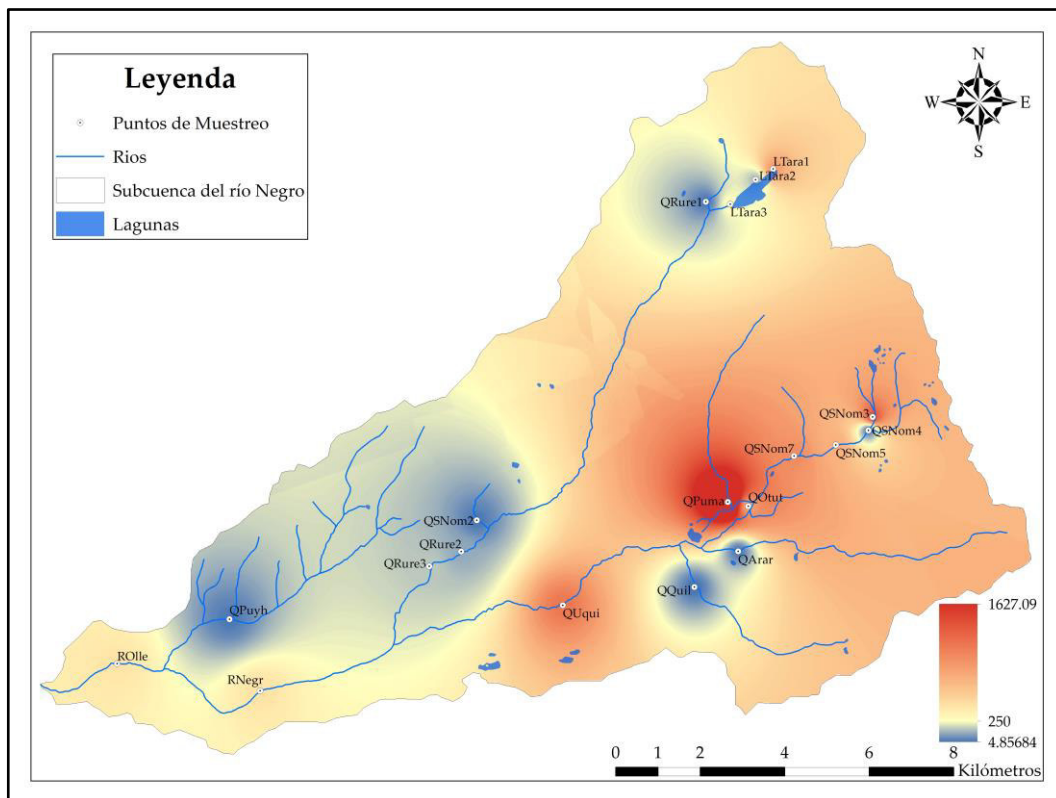 Leyenda
Puntos de Muestreo
Rios
Subcuenca del río Negro
Lagunas
N
W
E
S
LTara1
LTara2
QRure1
LTara3
QSNom3
QSNom4
QSNom7
QSNom5
QPuma
QOtut
QSNom2
QRure2
QArar
QRure3
QQuil
QUqui
QPuyh
ROlle
RNegr
1627.09
250
4.85684
0 1 2 4 6 8
Kilómetros